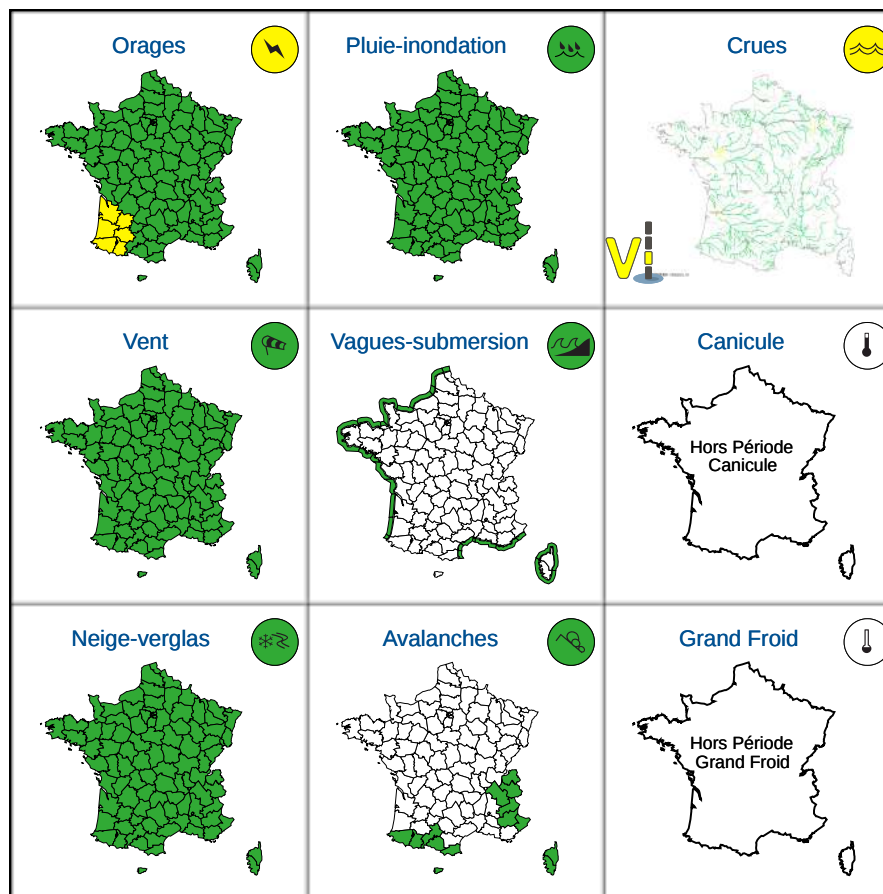 Orages
Pluie-inondation
Crues
Vi
Vent
Vagues-submersion
Canicule
Hors Période
Canicule
Neige-verglas
Avalanches
Grand Froid
Hors Période
Grand Froid